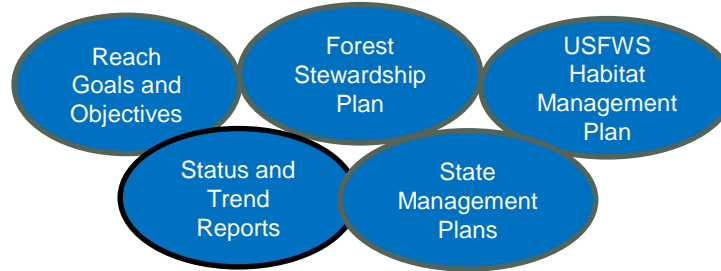 Reach
Goals and
Objectives
Forest
Stewardship
Plan
USFWS
Habitat
Management
Plan
Status and
Trend
Reports
State
Management
Plans